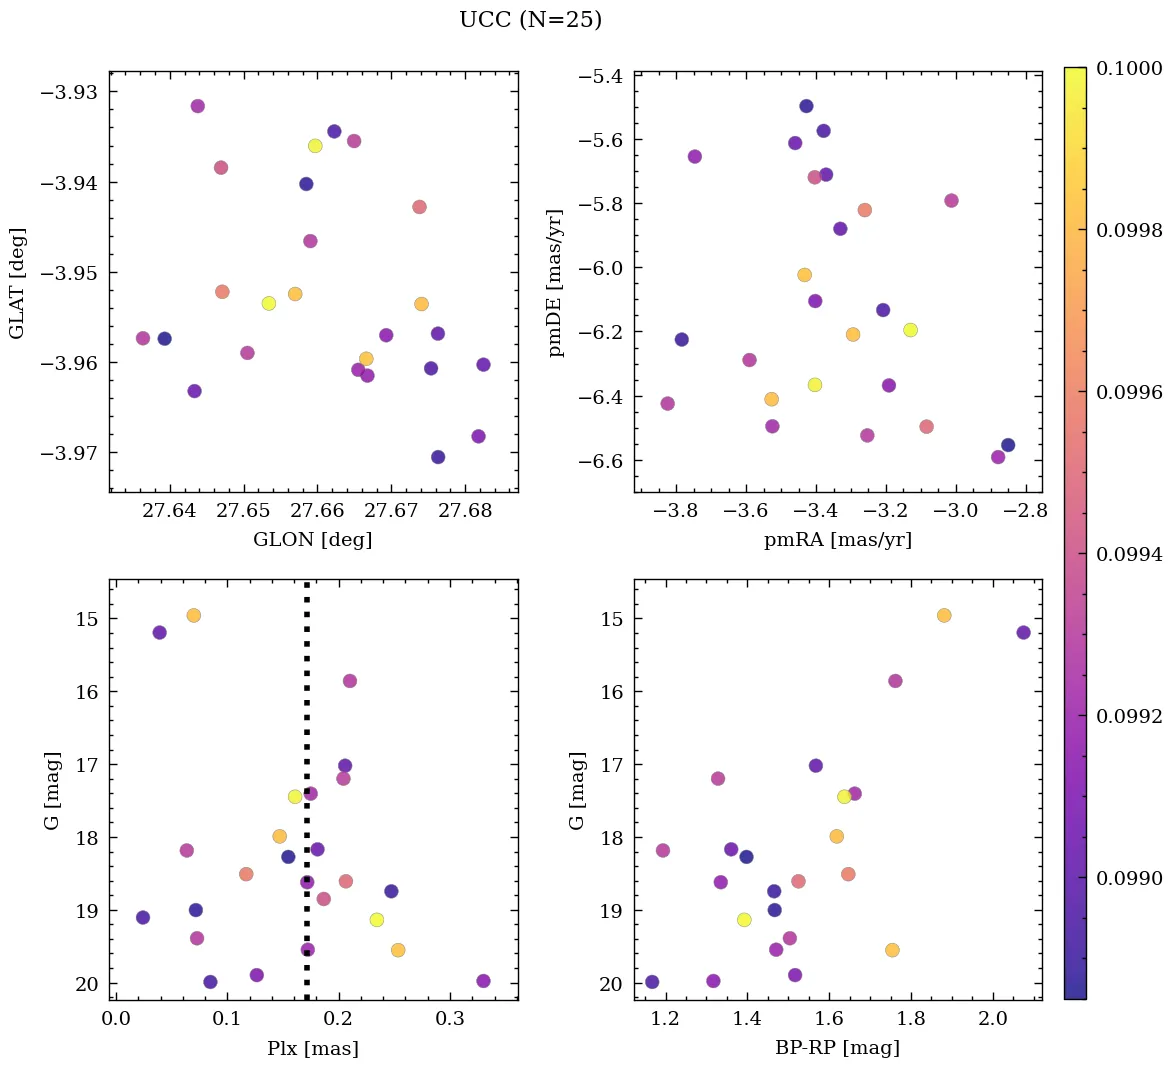 UCC (N=25)
−3.93
−3.94
−3.95
−3.96
−3.97
GLAT [deg]
27.64 27.65 27.66 27.67 27.68
GLON [deg]
−5.4
−5.6
−5.8
−6.0
−6.2
−6.4
−6.6
pmDE [mas/yr]
−3.8 −3.6 −3.4 −3.2 −3.0 −2.8
pmRA [mas/yr]
15
16
17
18
19
20
G [mag]
0.0 0.1 0.2 0.3
Plx [mas]
15
16
17
18
19
20
G [mag]
1.2 1.4 1.6 1.8 2.0
BP-RP [mag]
0.1000
0.0998
0.0996
0.0994
0.0992
0.0990